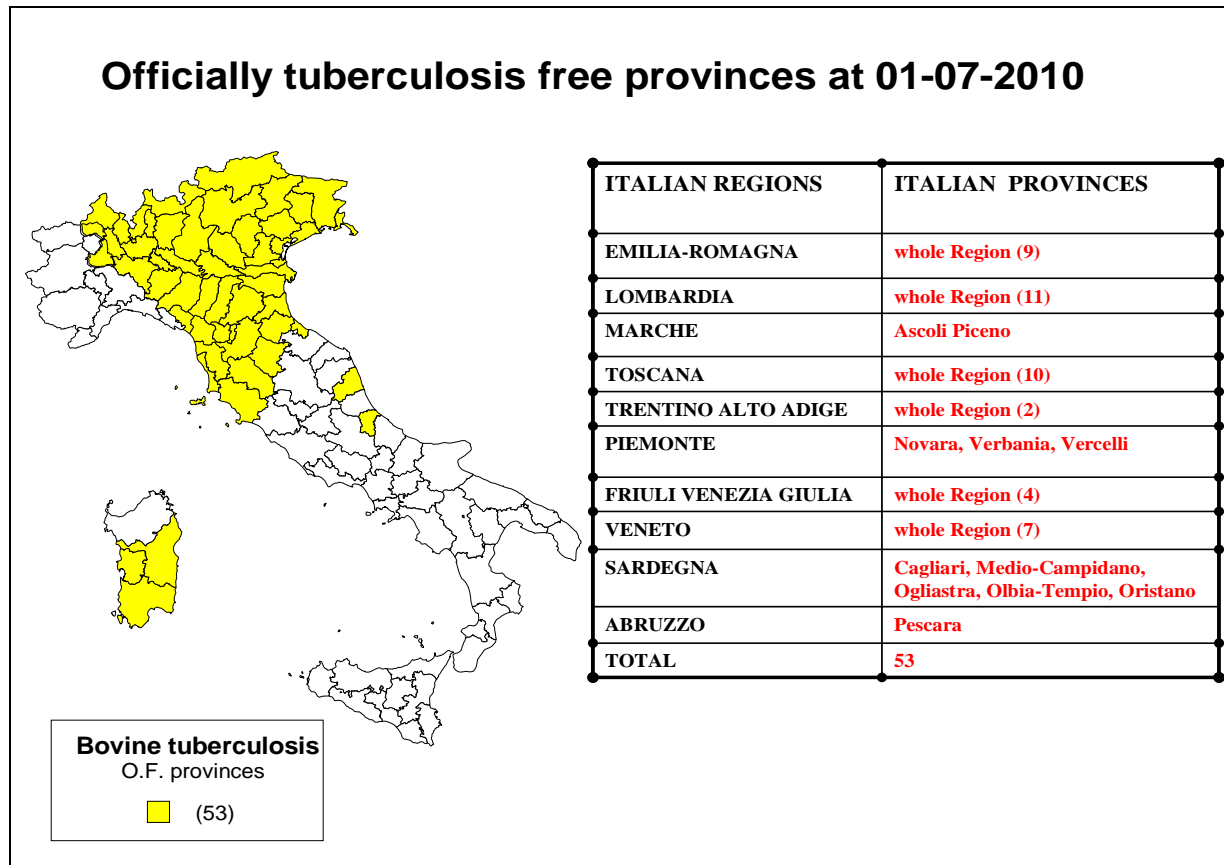 Officially tuberculosis free provinces at 01-07-2010
ITALIAN REGIONS ITALIAN PROVINCES
EMILIA-ROMAGNA whole Region (9)
LOMBARDIA whole Region (11)
MARCHE Ascoli Piceno
TOSCANA whole Region (10)
TRENTINO ALTO ADIGE whole Region (2)
PIEMONTE Novara, Verbania, Vercelli
FRIULI VENEZIA GIULIA whole Region (4)
VENETO whole Region (7)
SARDEGNA Cagliari, Medio-Campidano,
Ogliastra, Olbia-Tempio, Oristano
ABRUZZO Pescara
TOTAL 53
Bovine tuberculosis
O.F. provinces
(53)